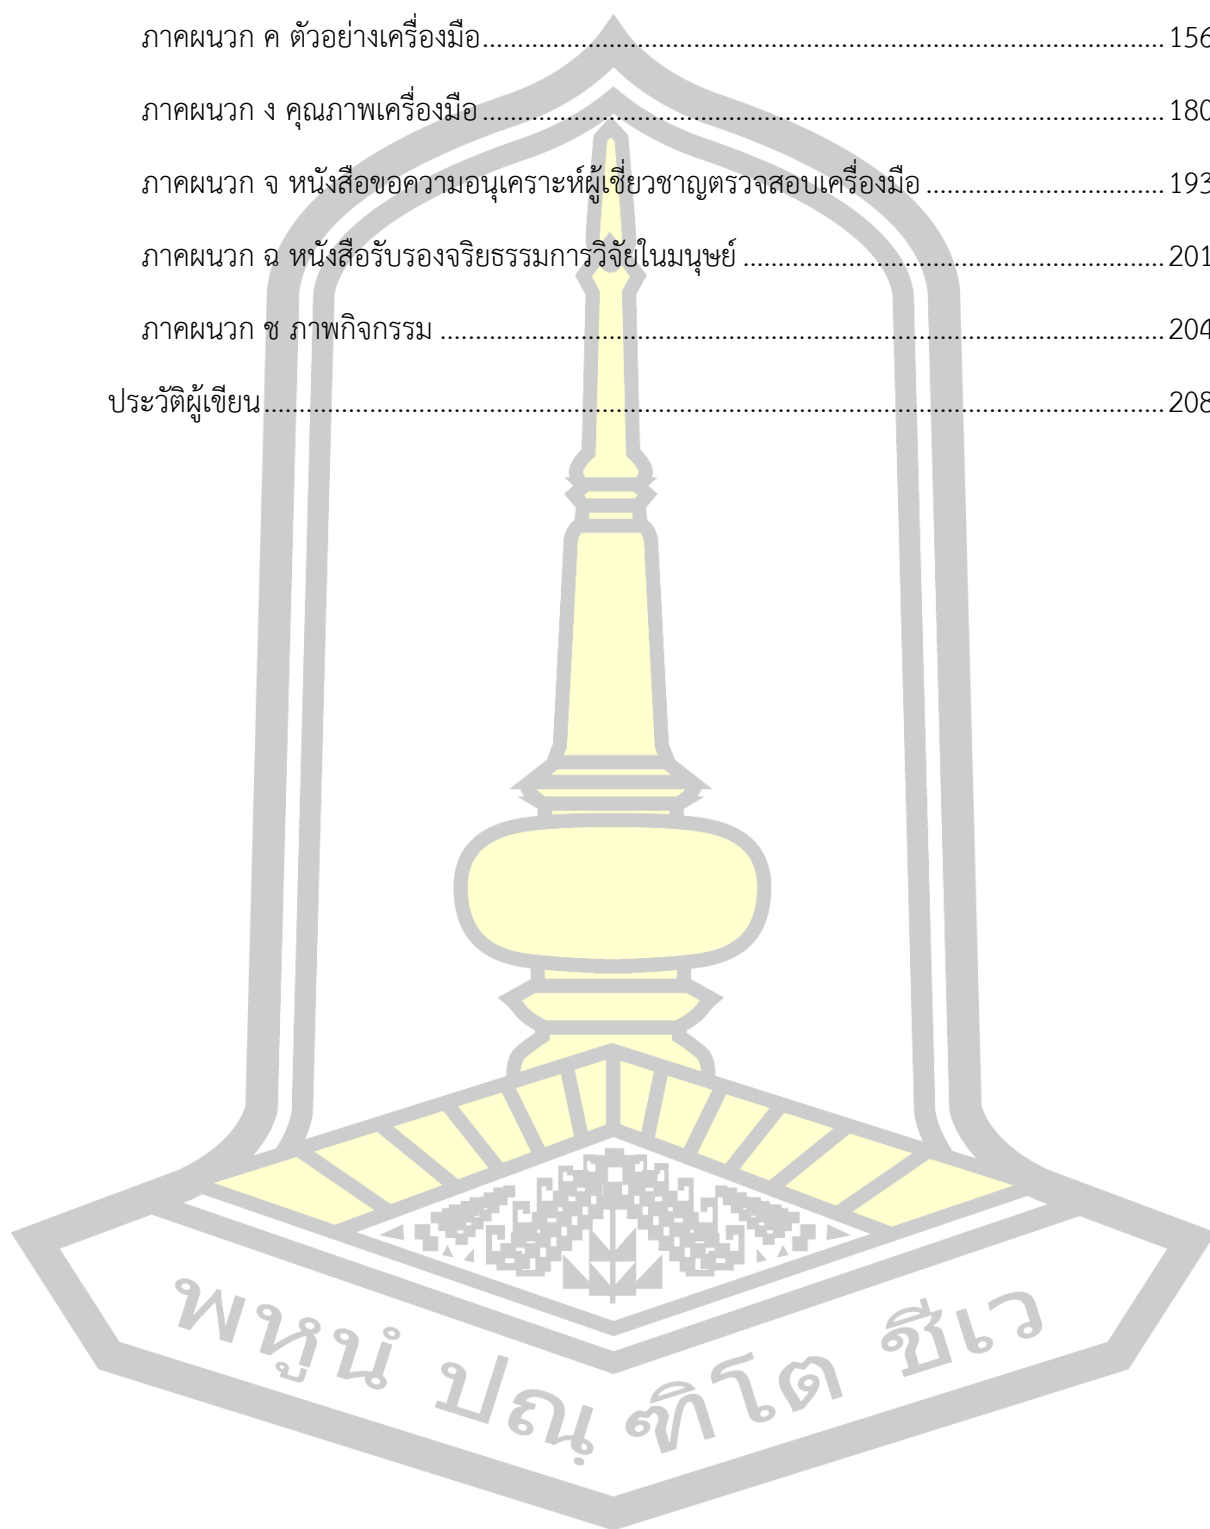 ภาคผนวก ค ตัวอย่างเครื่องมือ................................................................................ 156
ภาคผนวก ง คุณภาพเครื่องมือ................................................................................ 180
ภาคผนวก จ หนังสือขอความอนุเคราะห์ผู้เชี่ยวชาญตรวจสอบเครื่องมือ ............................ 193
ภาคผนวก ฉ หนังสือรับรองจริยธรรมการวิจัยในมนุษย์ .................................................. 201
ภาคผนวก ช ภาพกิจกรรม ...................................................................................... 204
ประวัติผู้เขียน.......................................................................................................... 208
พหูนํ ปณฺฑิโต ชีเว